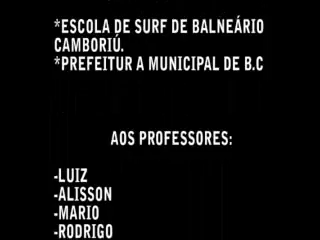 *ESCOLA DE SURF DE BALNEÁRIO
CAMBORIÚ.
*PREFEITUR A MUNICIPAL DE B.C
AOS PROFESSORES:
-LUIZ
-ALISSON
-MARIO
-RODRIGO